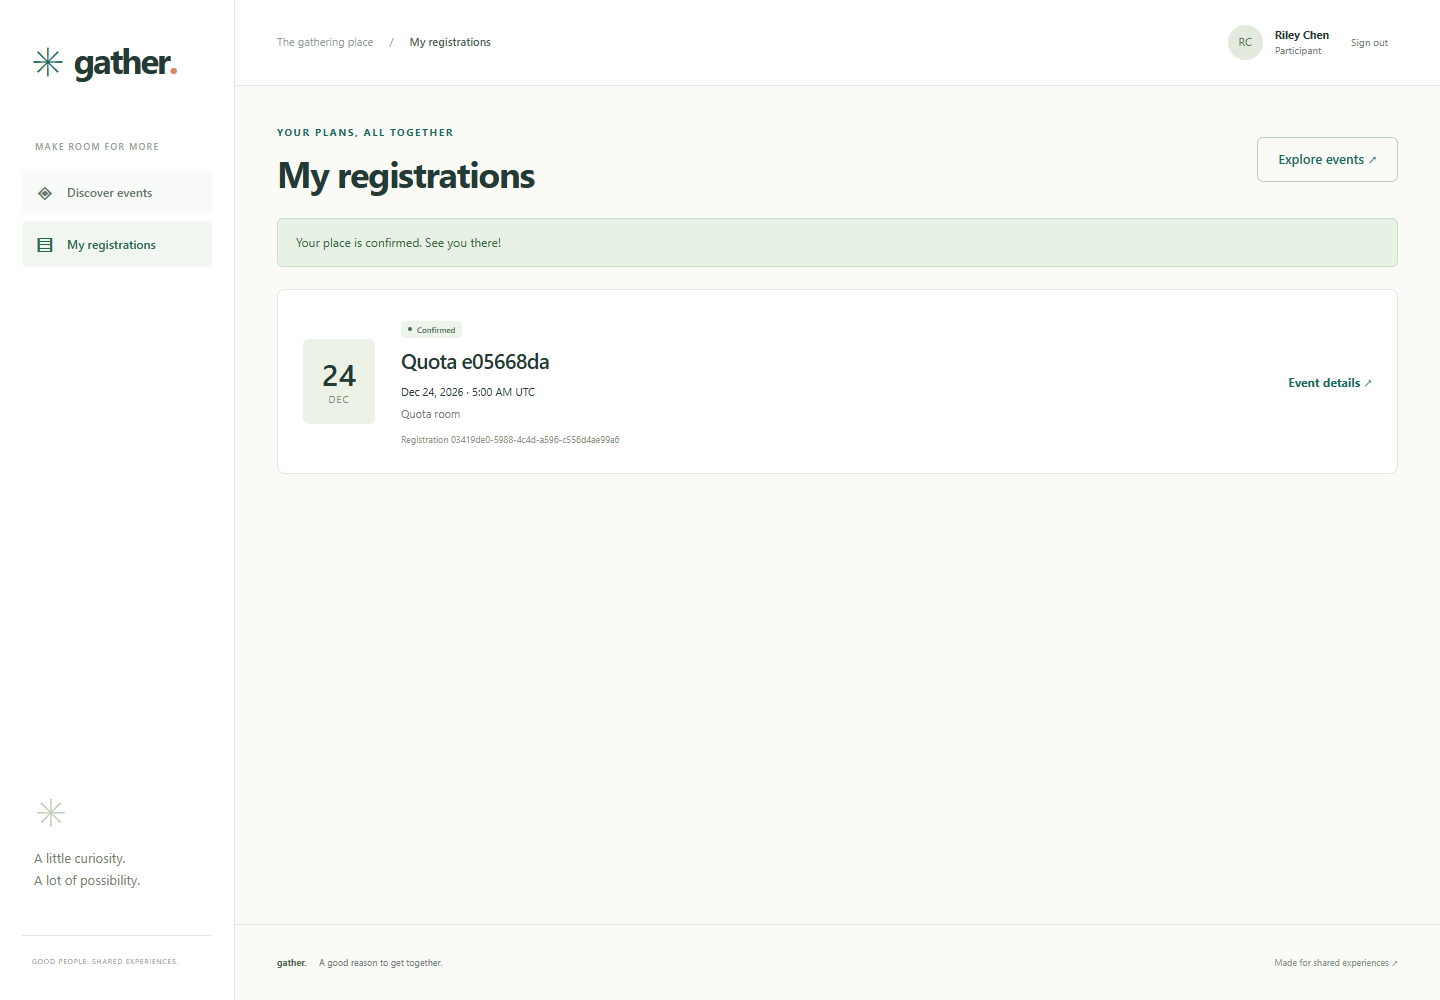 gather.
MAKE ROOM FOR MORE
Discover events
My registrations
A little curiosity.
A lot of possibility.
GOOD PEOPLE. SHARED EXPERIENCES.
The gathering place / My registrations
RC
Riley Chen
Participant
Sign out
YOUR PLANS, ALL TOGETHER
My registrations
Explore events ↗
Your place is confirmed. See you there!
24
DEC
Confirmed
Quota e05668da
Dec 24, 2026 · 5:00 AM UTC
Quota room
Registration 03419de0-5988-4c4d-a596-c556d4ae99a6
Event details ↗
gather. A good reason to get together.
Made for shared experiences ↗